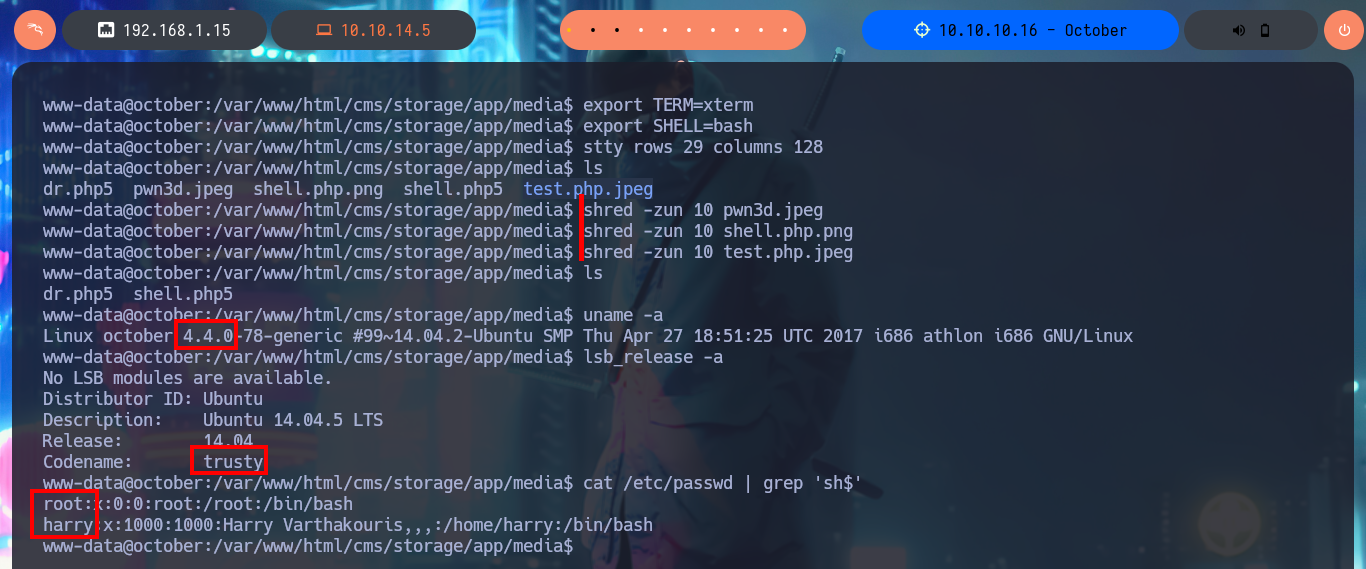 192.168.1.15
10.10.14.5
10.10.10.16 - October
www-data@october:/var/www/html/cms/storage/app/media$ export TERM=xterm
www-data@october:/var/www/html/cms/storage/app/media$ export SHELL=bash
www-data@october:/var/www/html/cms/storage/app/media$ stty rows 29 columns 128
www-data@october:/var/www/html/cms/storage/app/media$ ls
dr.php5  pwn3d.jpeg  shell.php.png  shell.php5  test.php.jpeg
www-data@october:/var/www/html/cms/storage/app/media$ shred -zun 10 pwn3d.jpeg
www-data@october:/var/www/html/cms/storage/app/media$ shred -zun 10 shell.php.png
www-data@october:/var/www/html/cms/storage/app/media$ shred -zun 10 test.php.jpeg
www-data@october:/var/www/html/cms/storage/app/media$ ls
dr.php5  shell.php5
www-data@october:/var/www/html/cms/storage/app/media$ uname -a
Linux october 4.4.0-78-generic #99~14.04.2-Ubuntu SMP Thu Apr 27 18:51:25 UTC 2017 i686 athlon i686 GNU/Linux
www-data@october:/var/www/html/cms/storage/app/media$ lsb_release -a
No LSB modules are available.
Distributor ID: Ubuntu
Description:    Ubuntu 14.04.5 LTS
Release:        14.04
Codename:       trusty
www-data@october:/var/www/html/cms/storage/app/media$ cat /etc/passwd | grep 'sh$'
root:x:0:0:root:/root:/bin/bash
harry:x:1000:1000:Harry Varthakouris,,,:/home/harry:/bin/bash
www-data@october:/var/www/html/cms/storage/app/media$